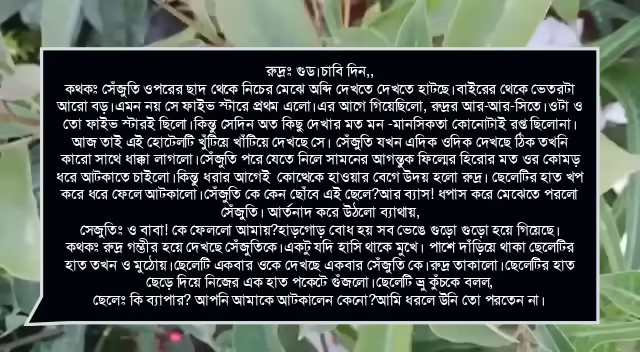 রুদ্রঃ গুড।চাবি দিন,,
কথকঃ সেঁজুতি ওপরের ছাদ থেকে নিচের মেঝে অব্দি দেখতে দেখতে হাটছে।বাইরের থেকে ভেতরটা
আরো বড়।এমন নয় সে ফাইভ স্টারে প্রথম এলো।এর আগে গিয়েছিলো, রুদ্রর আর-আর-সিতে।ওটা ও
তো ফাইভ স্টারই ছিলো।কিন্তু সেদিন অত কিছু দেখার মত মন -মানসিকতা কোনোটাই রপ্ত ছিলোনা।
আজ তাই এই হোটেলটি খুঁটিয়ে খাঁটিয়ে দেখছে সে। সেঁজুতি যখন এদিক ওদিক দেখছে ঠিক তখনি
কারো সাথে ধাক্কা লাগলো।সেঁজুতি পরে যেতে নিলে সামনের আগন্তুক ফিল্মের হিরোর মত ওর কোমড়
ধরে আটকাতে চাইলো।কিন্তু ধরার আগেই  কোত্থেকে হাওয়ার বেগে উদয় হলো রুদ্র। ছেলেটির হাত খপ
করে ধরে ফেলে আটকালো।সেঁজুতি কে কেন ছোঁবে এই ছেলে?আর ব্যাস! ধপাস করে মেঝেতে পরলো
সেঁজুতি। আর্তনাদ করে উঠলো ব্যাথায়,
সেজুতিঃ ও বাবা! কে ফেললো আমায়?হাড়গোড় বোধ হয় সব ভেঙে গুড়ো গুড়ো হয়ে গিয়েছে।
কথকঃ রুদ্র গম্ভীর হয়ে দেখছে সেঁজুতিকে।একটু যদি হাসি থাকে মুখে। পাশে দাঁড়িয়ে থাকা ছেলেটির
হাত তখন ও মুঠোয়।ছেলেটি একবার ওকে দেখছে একবার সেঁজুতি কে।রুদ্র তাকালো।ছেলেটির হাত
ছেড়ে দিয়ে নিজের এক হাত পকেটে গুঁজলো।ছেলেটি ভ্রু কুঁচকে বলল,
ছেলেঃ কি ব্যাপার? আপনি আমাকে আটকালেন কেনো?আমি ধরলে উনি তো পরতেন না।